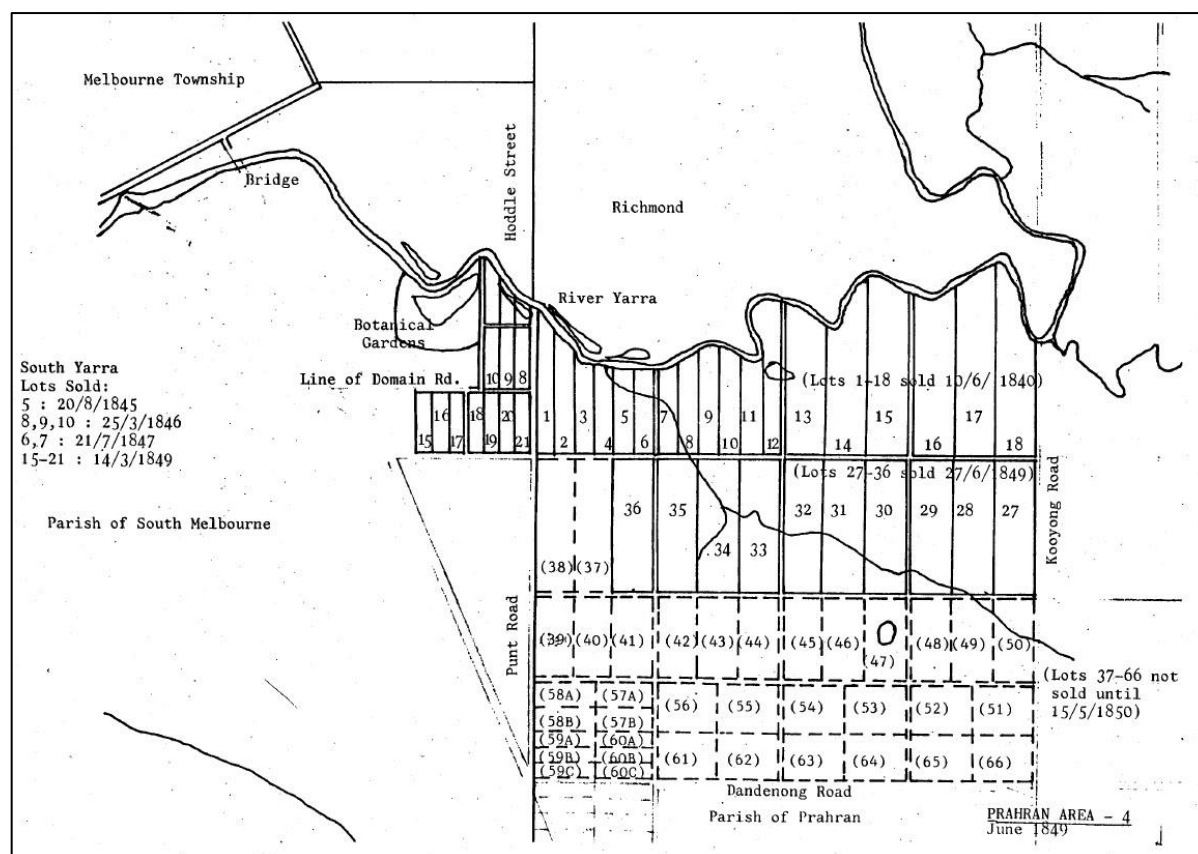 Melbourne Township
Bridge
Hoddle Street
Richmond
River Yarra
Botanical
Gardens
Line of Domain Rd.
South Yarra
Lots Sold:
5 : 20/8/1845
8,9,10 : 25/3/1846
6,7 : 21/7/1847
15-21 : 14/3/1849
10 9 8
16 18 20
15 17 19 21
1 3 5 7 9 11 13 15 17
2 4 6 8 10 12 14 16 18
(Lots 1-18 sold 10/6/1840)
(Lots 27-36 sold 27/6/1849)
36 35 32 31 30 29 28 27
34 33
Kooyong Road
Parish of South Melbourne
(38) (37)
Punt Road
(39) (40) (41) (42) (43) (44) (45) (46) (47) (48) (49) (50)
(Lots 37-66 not
sold until
15/5/1850)
(58A) (57A)
(56) (55) (54) (53) (52) (51)
(58B) (57B)
(59A) (60A)
(59B) (60B)
(61) (62) (63) (64) (65) (66)
(59C) (60C)
Dandenong Road
Parish of Prahran
PRAHRAN AREA - 4
June 1849